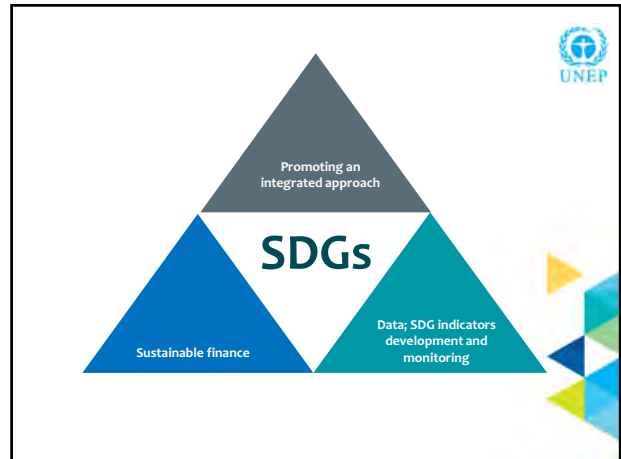 UNEP
Promoting an
integrated approach
SDGs
Sustainable finance
Data; SDG indicators
development and
monitoring